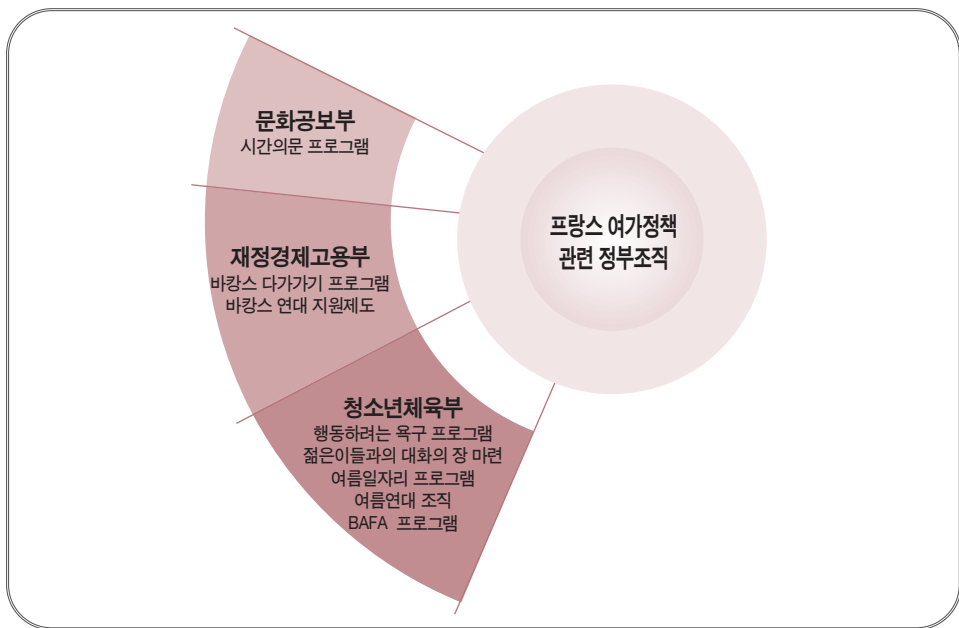 문화공보부
시간의문 프로그램
재정경제고용부
바캉스 다가가기 프로그램
바캉스 연대 지원제도
청소년체육부
행동하려는 욕구 프로그램
젊은이들과의 대화의 장 마련
여름일자리 프로그램
여름연대 조직
BAFA 프로그램
프랑스 여가정책
관련 정부조직